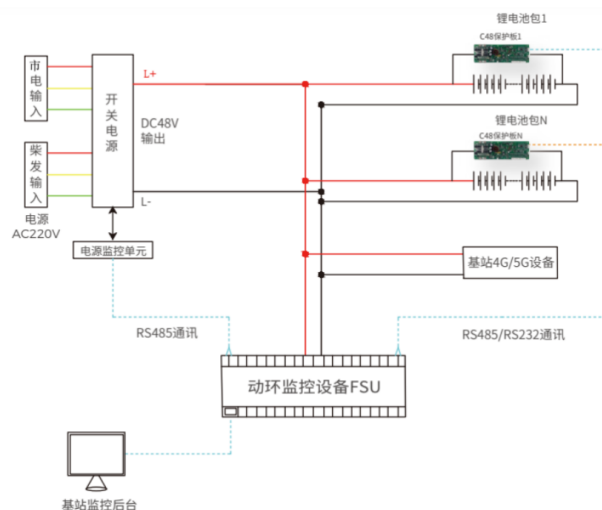 锂电池包1
C48保护板1
市电输入
L+
开关电源
DC48V
输出
锂电池包N
C48保护板N
柴发输入
L-
电源
AC220V
电源监控单元
基站4G/5G设备
RS485通讯
RS485/RS232通讯
动环监控设备FSU
基站监控后台